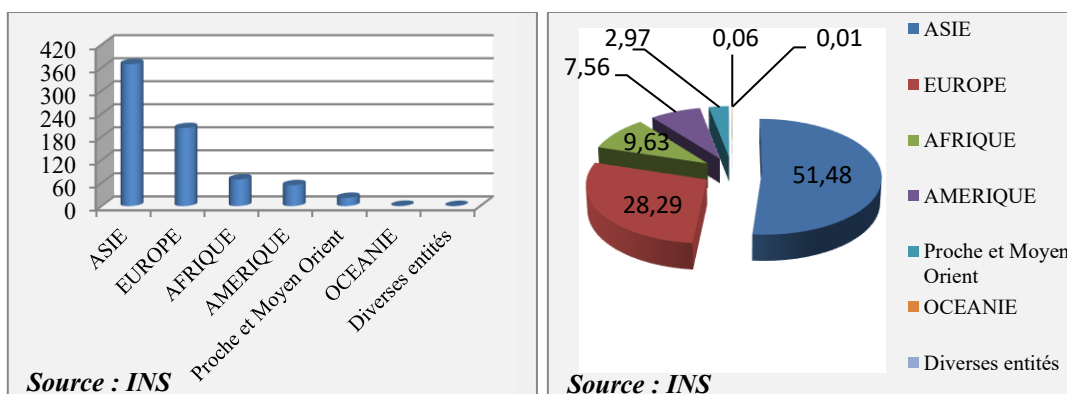 420
360
300
240
180
120
60
0
ASIE
EUROPE
AFRIQUE
AMERIQUE
Proche et Moyen Orient
OCEANIE
Diverses entités
Source : INS
2,97
0,06
0,01
7,56
9,63
51,48
28,29
ASIE
EUROPE
AFRIQUE
AMERIQUE
Proche et Moyen
Orient
OCEANIE
Diverses entités
Source : INS